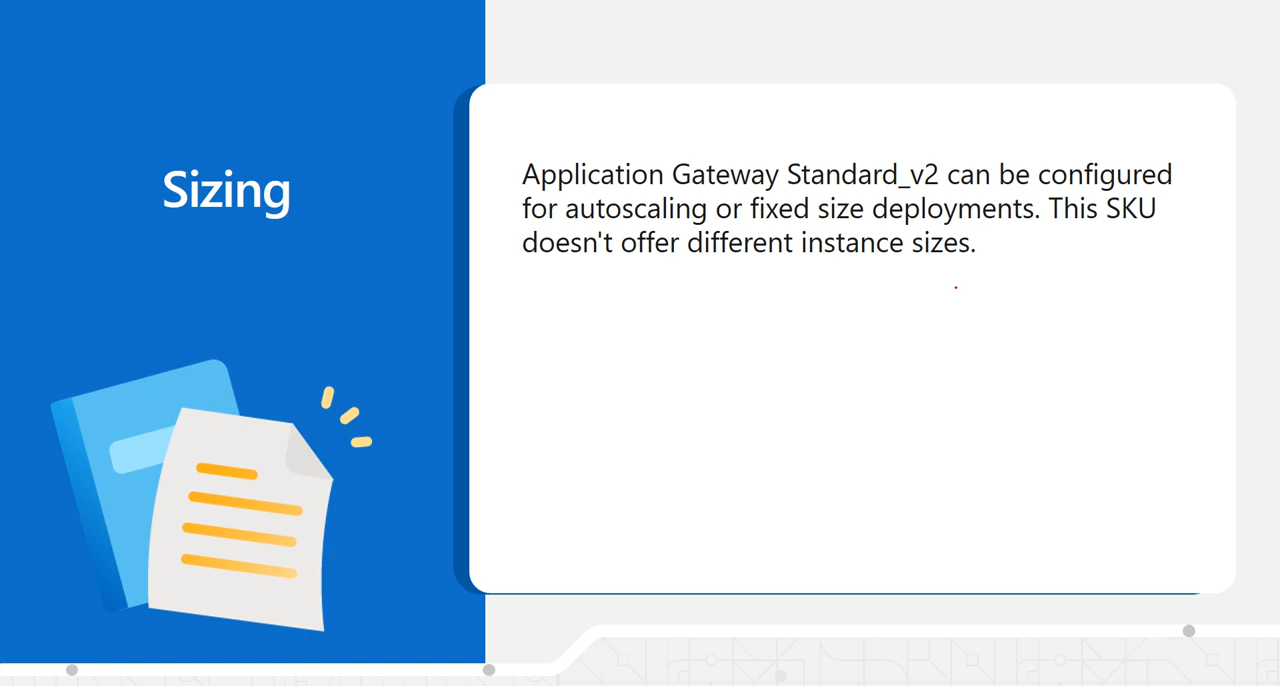 Sizing
Application Gateway Standard_v2 can be configured
for autoscaling or fixed size deployments. This SKU
doesn't offer different instance sizes.